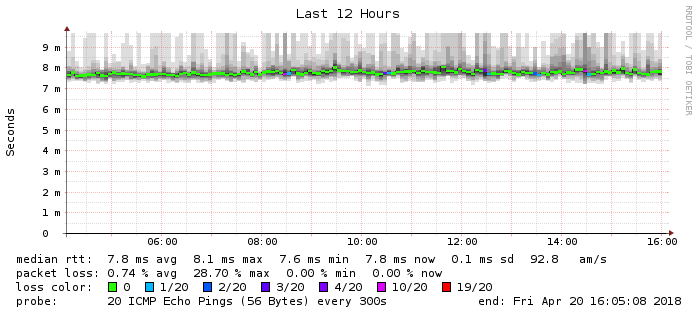 Last 12 Hours
RRDTOOL / TOBI OETIKER
Seconds
9 m
8 m
7 m
6 m
5 m
4 m
3 m
2 m
1 m
0
06:00 08:00 10:00 12:00 14:00 16:00
median rtt: 7.8 ms avg 8.1 ms max 7.6 ms min 7.8 ms now 0.1 ms sd 92.8 am/s
packet loss: 0.74 % avg 28.70 % max 0.00 % min 0.00 % now
loss color: 0 1/20 2/20 3/20 4/20 10/20 19/20
probe: 20 ICMP Echo Pings (56 Bytes) every 300s end: Fri Apr 20 16:05:08 2018